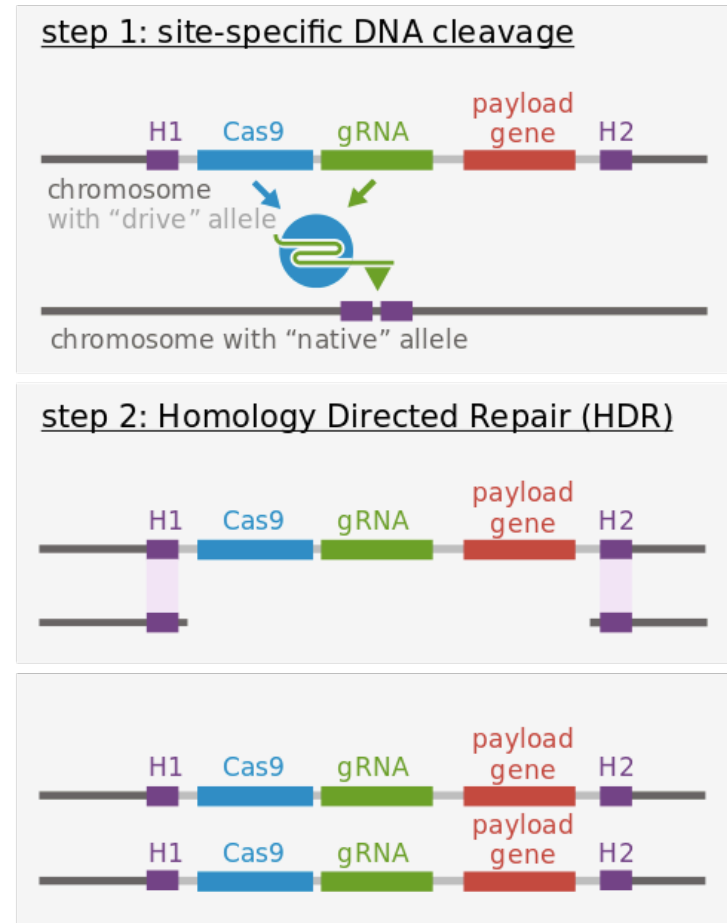 step 1: site-specific DNA cleavage
payload
H1 Cas9 gRNA gene H2
chromosome
with “drive” allele
chromosome with “native” allele
step 2: Homology Directed Repair (HDR)
payload
H1 Cas9 gRNA gene H2
payload
H1 Cas9 gRNA gene H2
payload
H1 Cas9 gRNA gene H2